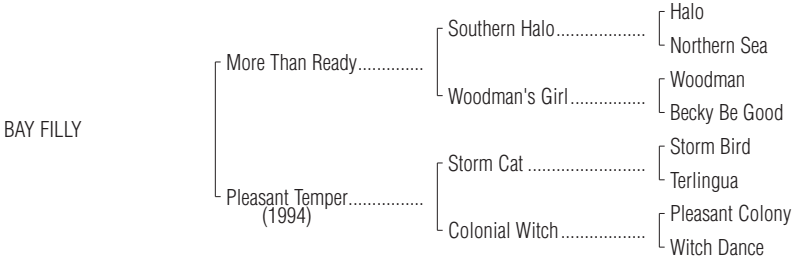 Halo
Southern Halo...................
Northern Sea
More Than Ready..............
Woodman
Woodman's Girl................
Becky Be Good
BAY FILLY
Storm Bird
Storm Cat .........................
Terlingua
Pleasant Temper................
(1994)
Pleasant Colony
Colonial Witch..................
Witch Dance